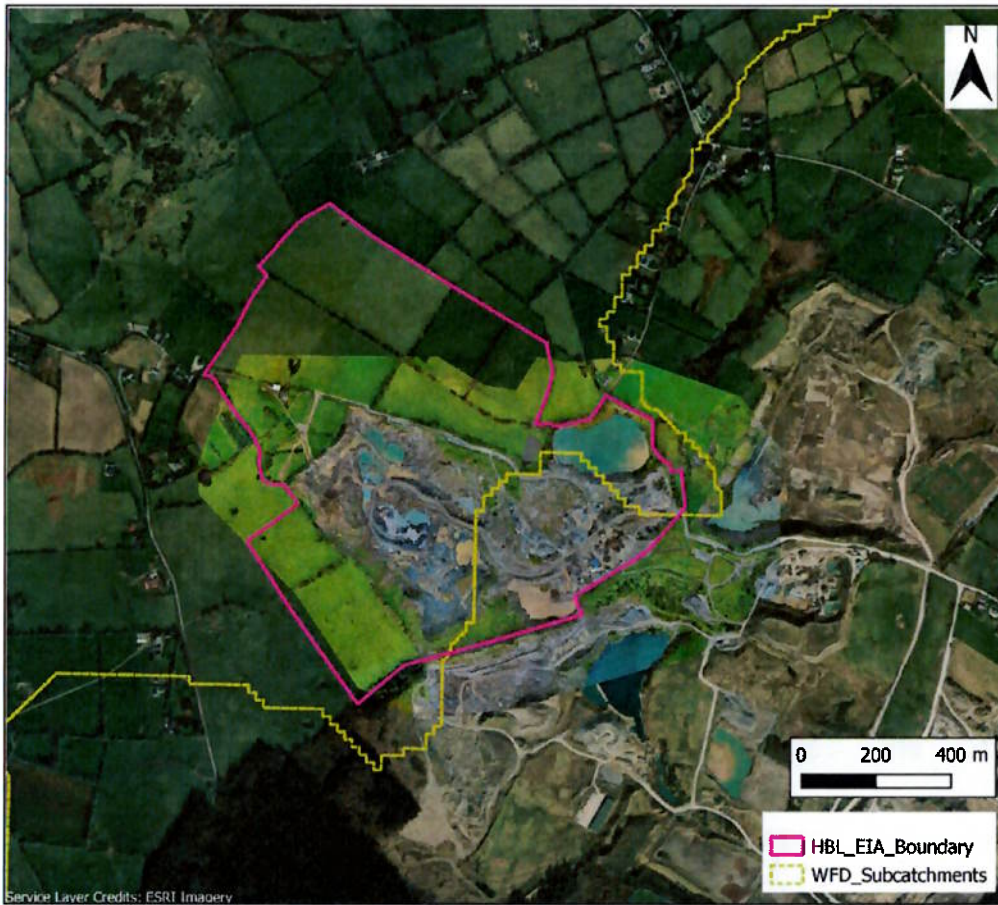 N
0 200 400 m
HBL_EIA_Boundary
WFD_Subcatchments
Service Layer Credits: ESRI Imagery